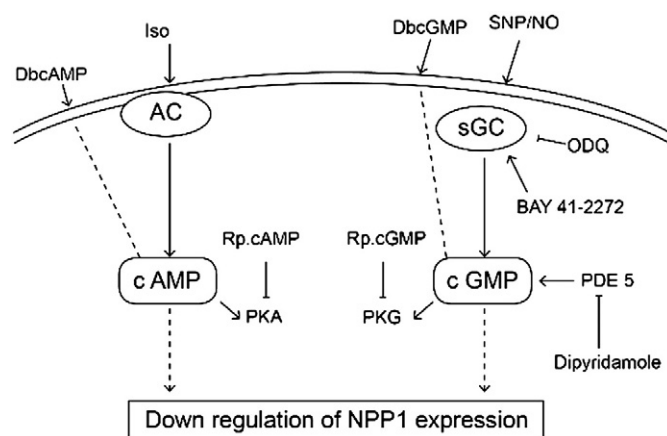 Iso
DbcGMP
SNP/NO
DbcAMP
AC
sGC
ODQ
BAY 41-2272
Rp.cAMP
Rp.cGMP
c AMP
c GMP
PDE 5
PKA
PKG
Dipyridamole
Down regulation of NPP1 expression